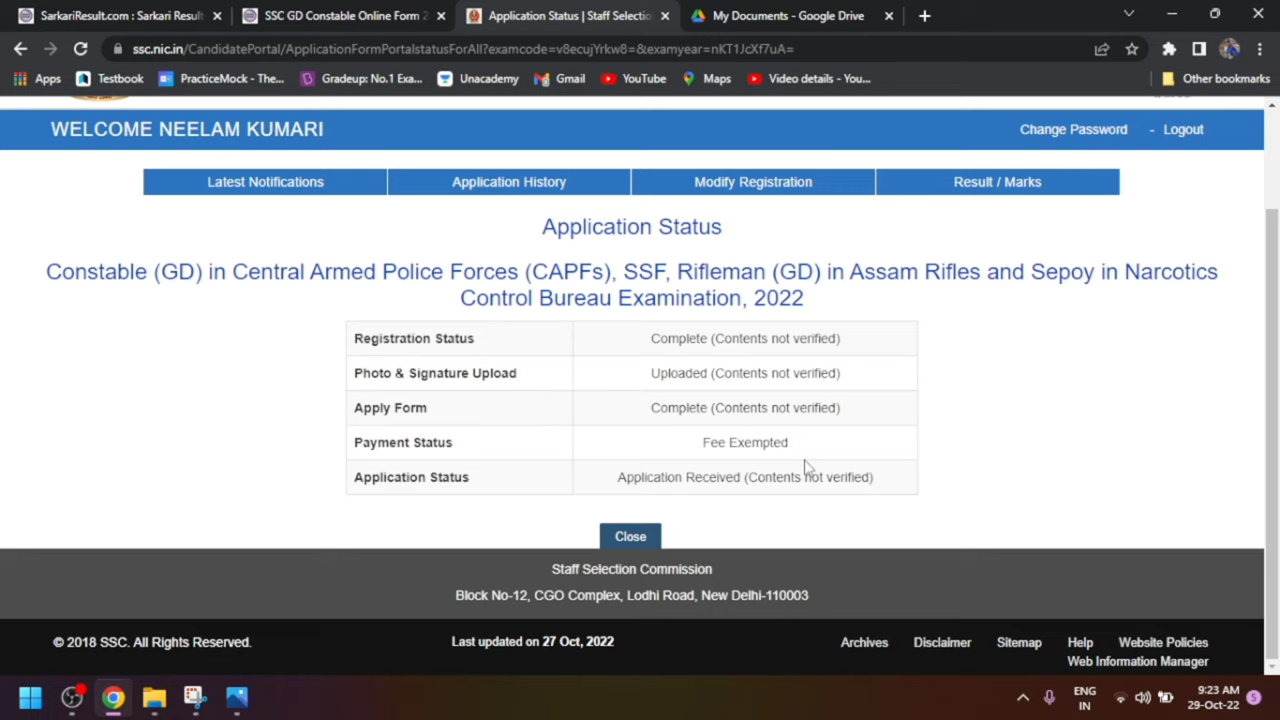 SarkariResult.com : Sarkari Resul
SSC GD Constable Online Form 2
Application Status | Staff Selectio
My Documents - Google Drive
ssc.nic.in/CandidatePortal/ApplicationFormPortalstatusForAll?examcode=v8ecujYrkw8=&examyear=nKT1JcXf7uA=
Apps Testbook PracticeMock - The... Gradeup: No.1 Exa... Unacademy Gmail YouTube Maps Video details - You... Other bookmarks
WELCOME NEELAM KUMARI
Change Password - Logout
Latest Notifications Application History Modify Registration Result / Marks
Application Status
Constable (GD) in Central Armed Police Forces (CAPFs), SSF, Rifleman (GD) in Assam Rifles and Sepoy in Narcotics
Control Bureau Examination, 2022
Registration Status Complete (Contents not verified)
Photo & Signature Upload Uploaded (Contents not verified)
Apply Form Complete (Contents not verified)
Payment Status Fee Exempted
Application Status Application Received (Contents not verified)
Close
Staff Selection Commission
Block No-12, CGO Complex, Lodhi Road, New Delhi-110003
© 2018 SSC. All Rights Reserved. Last updated on 27 Oct, 2022 Archives Disclaimer Sitemap Help Website Policies
Web Information Manager
ENG
IN
9:23 AM
29-Oct-22
5